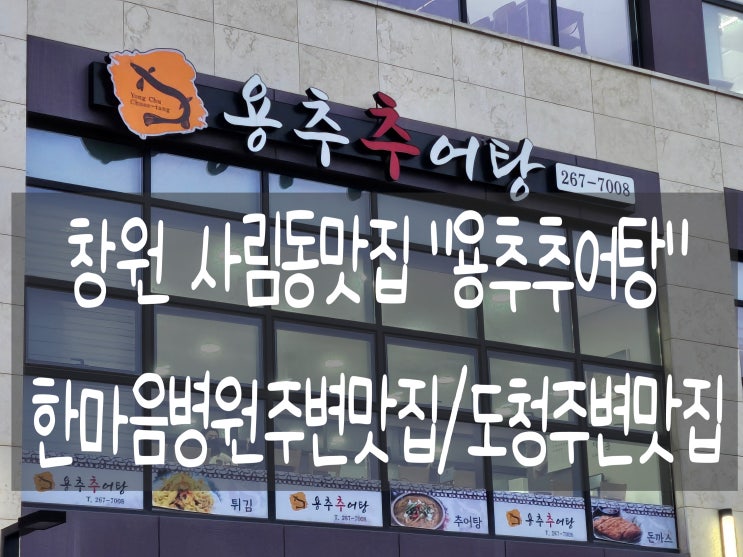 Yong Chu
Chueo-tang
용추추어탕
267-7008
창원 사림동맛집 "용추추어탕"
한마음병원주변맛집/도청주변맛집
용추추어탕
T. 267-7008
튀김
용추추어탕
T. 267-7008
추어탕
용추추어탕
T. 267-7008
돈까스